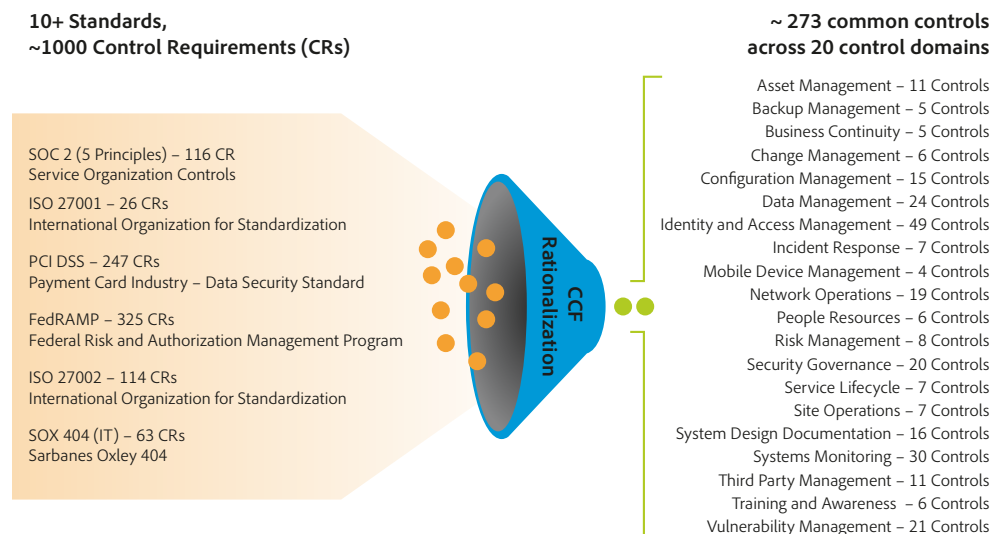 10+ Standards,
~1000 Control Requirements (CRs)
SOC 2 (5 Principles) – 116 CR
Service Organization Controls
ISO 27001 – 26 CRs
International Organization for Standardization
PCI DSS – 247 CRs
Payment Card Industry – Data Security Standard
FedRAMP – 325 CRs
Federal Risk and Authorization Management Program
ISO 27002 – 114 CRs
International Organization for Standardization
SOX 404 (IT) – 63 CRs
Sarbanes Oxley 404
CCF
Rationalization
~ 273 common controls
across 20 control domains
Asset Management – 11 Controls
Backup Management – 5 Controls
Business Continuity – 5 Controls
Change Management – 6 Controls
Configuration Management – 15 Controls
Data Management – 24 Controls
Identity and Access Management – 49 Controls
Incident Response – 7 Controls
Mobile Device Management – 4 Controls
Network Operations – 19 Controls
People Resources – 6 Controls
Risk Management – 8 Controls
Security Governance – 20 Controls
Service Lifecycle – 7 Controls
Site Operations – 7 Controls
System Design Documentation – 16 Controls
Systems Monitoring – 30 Controls
Third Party Management – 11 Controls
Training and Awareness – 6 Controls
Vulnerability Management – 21 Controls